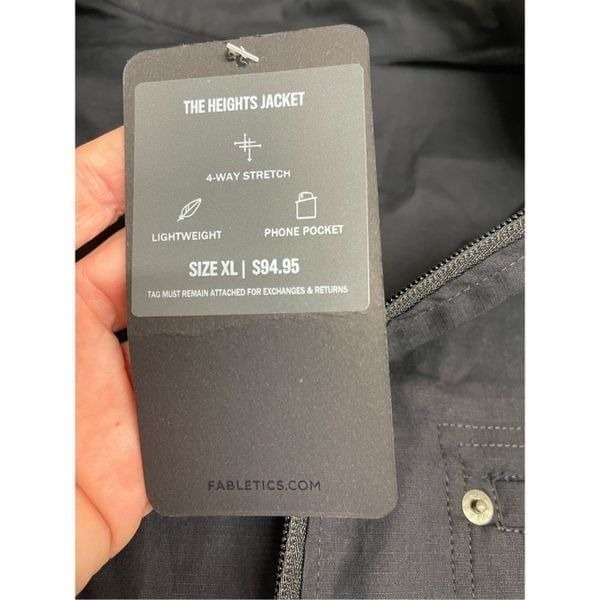 THE HEIGHTS JACKET
4-WAY STRETCH
LIGHTWEIGHT
PHONE POCKET
SIZE XL | $94.95
TAG MUST REMAIN ATTACHED FOR EXCHANGES & RETURNS
FABLETICS.COM